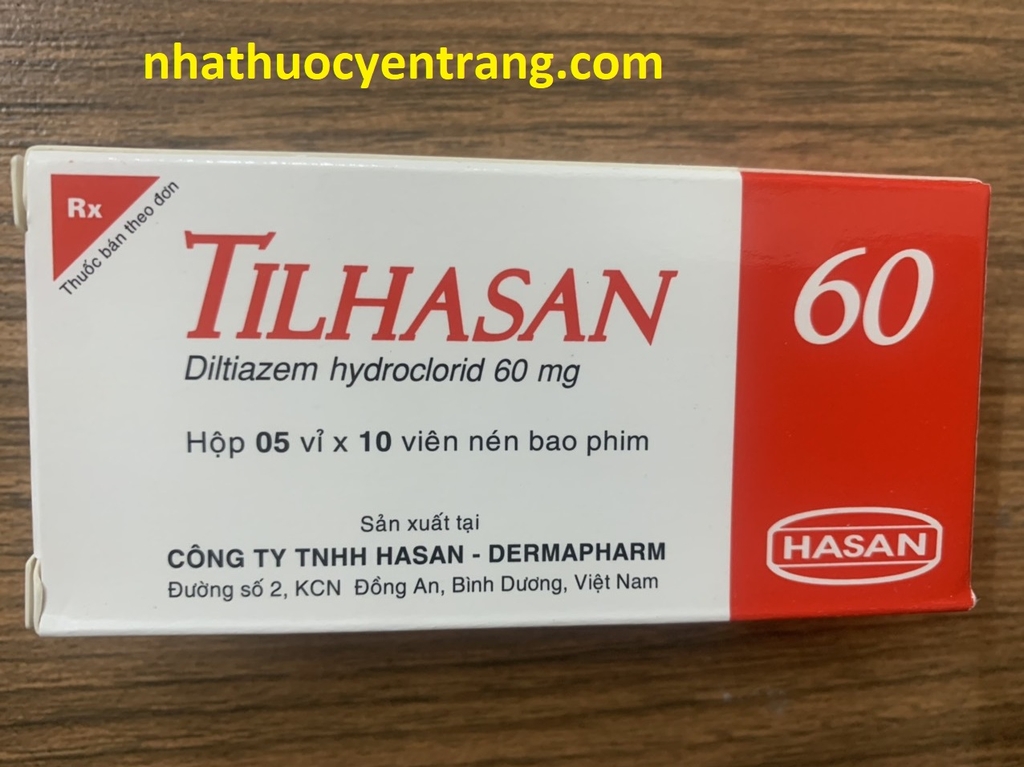 nhathuocyentrang.com
Rx
Thuốc bán theo đơn
TILHASAN
60
Diltiazem hydroclorid 60 mg
Hộp 05 vỉ x 10 viên nén bao phim
Sản xuất tại
CÔNG TY TNHH HASAN - DERMAPHARM
Đường số 2, KCN Đồng An, Bình Dương, Việt Nam
HASAN